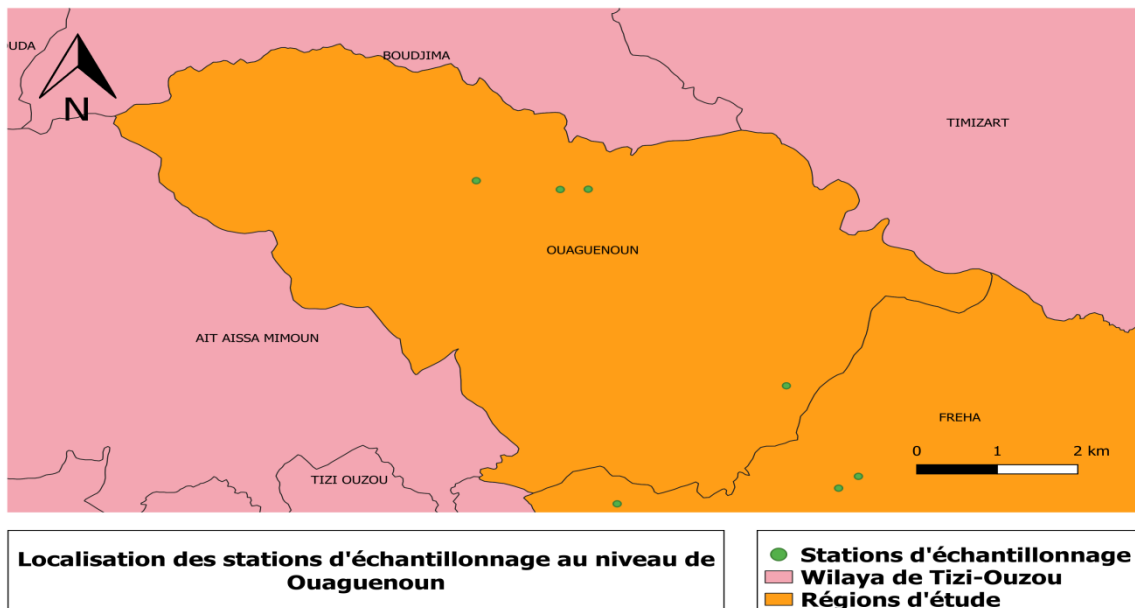 OUDA
BOUDJIMA
N
TIMIZART
OUAGUENOUN
AIT AISSA MIMOUN
FREHA
0 1 2 km
TIZI OUZOU
Localisation des stations d'échantillonnage au niveau de
Ouaguenoun
Stations d'échantillonnage
Wilaya de Tizi-Ouzou
Régions d'étude